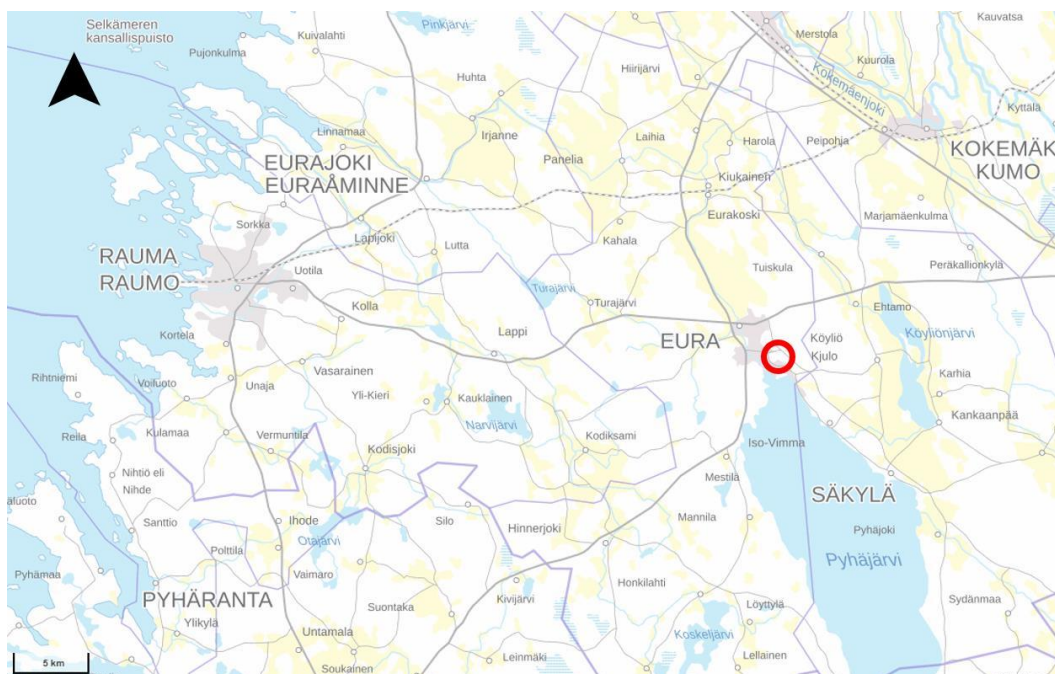 Selkämeren
kansallispuisto
Pinkjärvi
Kauvatsa
Pujonkulma
Kuivalahti
Merstola
Huhta
Hiirijärvi
Kuurola
Kokemäenjoki
Kyttälä
Linnamaa
Irjanne
Laihia
Harola
Peipohja
EURAJOKI
EURAÅMINNE
Panelia
KOKEMÄK
KUMO
Kiukainen
Sorkka
Eurakoski
Marjamäenkulma
Lapijoki
Lutta
Kahala
RAUMA
RAUMO
Uotila
Tuiskula
Peräkallionkylä
Turajärvi
Turajärvi
Kolla
Ehtamo
Kortela
Lappi
EURA
Köyliö
Kjulo
Köyliönjärvi
Rihtniemi
Voiluoto
Unaja
Vasarainen
Karhia
Yli-Kieri
Kauklainen
Kankaanpää
Reila
Kulamaa
Vermuntila
Narvijärvi
Kodiksami
Iso-Vimma
Kodisjoki
Nihtiö eli
Nihde
Mestilä
SÄKYLÄ
äluoto
Santtio
Ihode
Silo
Hinnerjoki
Mannila
Pyhäjoki
Otajärvi
Polttila
Pyhäjärvi
Pyhämaa
Vaimaro
Honkilahti
PYHÄRANTA
Suontaka
Kivijärvi
Löyttylä
Sydänmaa
Ylikylä
Untamala
Koskeljärvi
5 km
Soukainen
Leinmäki
Lellainen